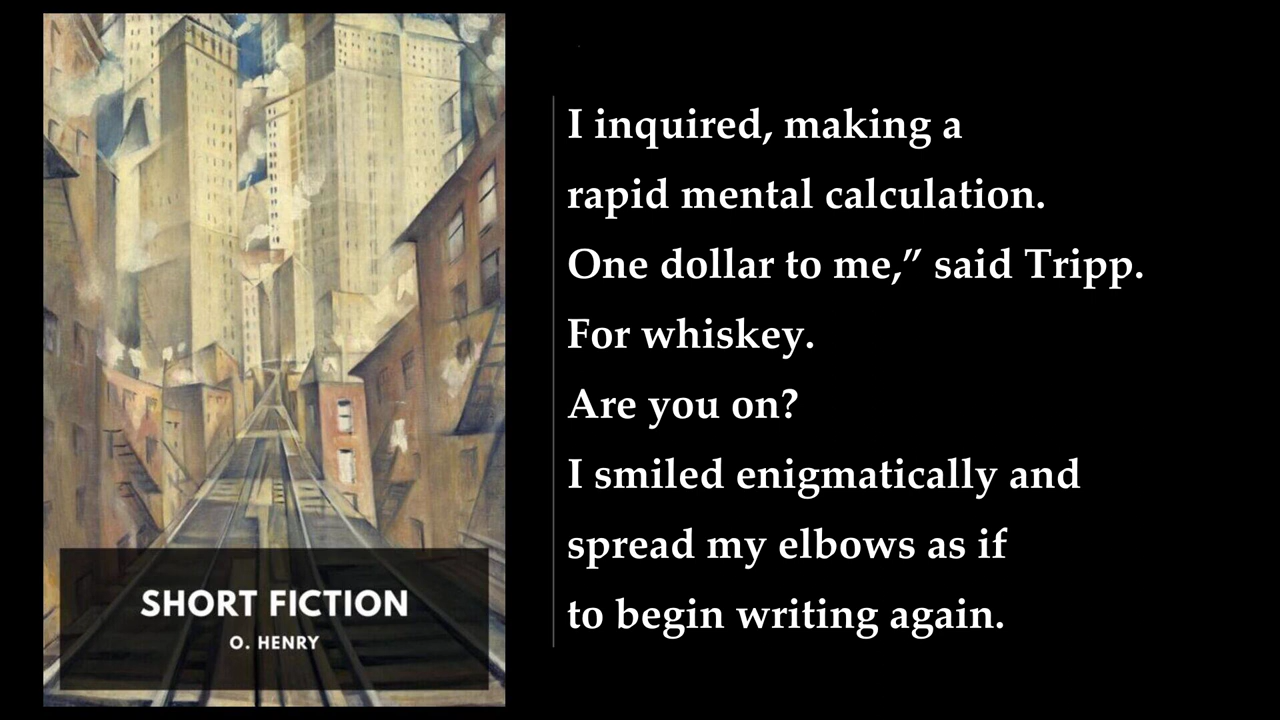 SHORT FICTION
O. HENRY
I inquired, making a
rapid mental calculation.
One dollar to me,” said Tripp.
For whiskey.
Are you on?
I smiled enigmatically and
spread my elbows as if
to begin writing again.